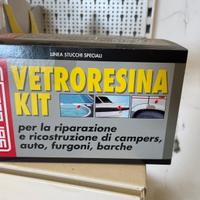 LINEA STUCCHI SPECIALI
VETRORESINA
KIT
per la riparazione
e ricostruzione di campers,
auto, furgoni, barche